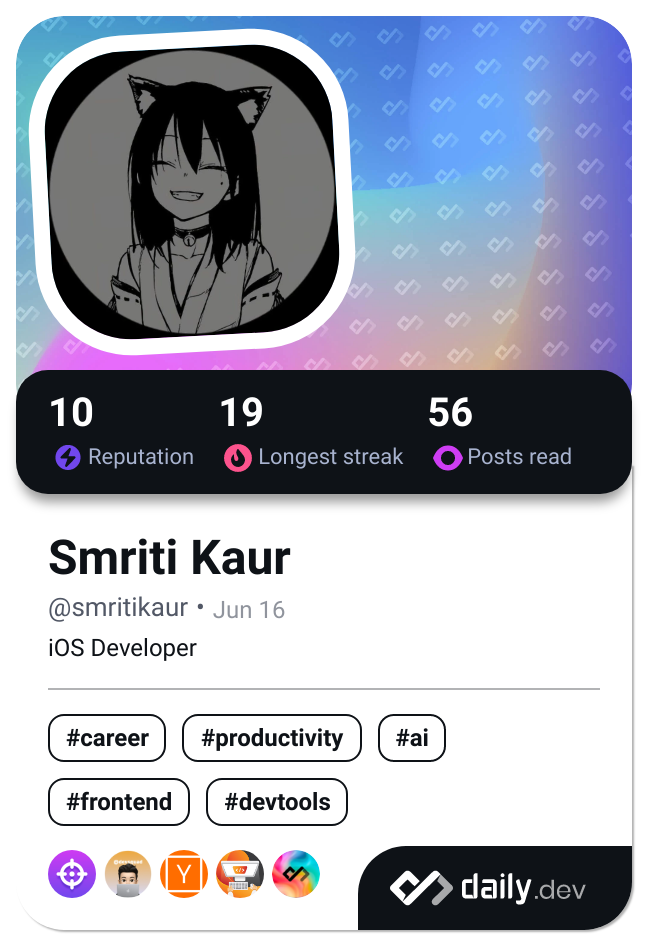 10 19 56
Reputation Longest streak Posts read
Smriti Kaur
@smritikaur • Jun 16
iOS Developer
#career #productivity #ai
#frontend #devtools
Y
daily.dev